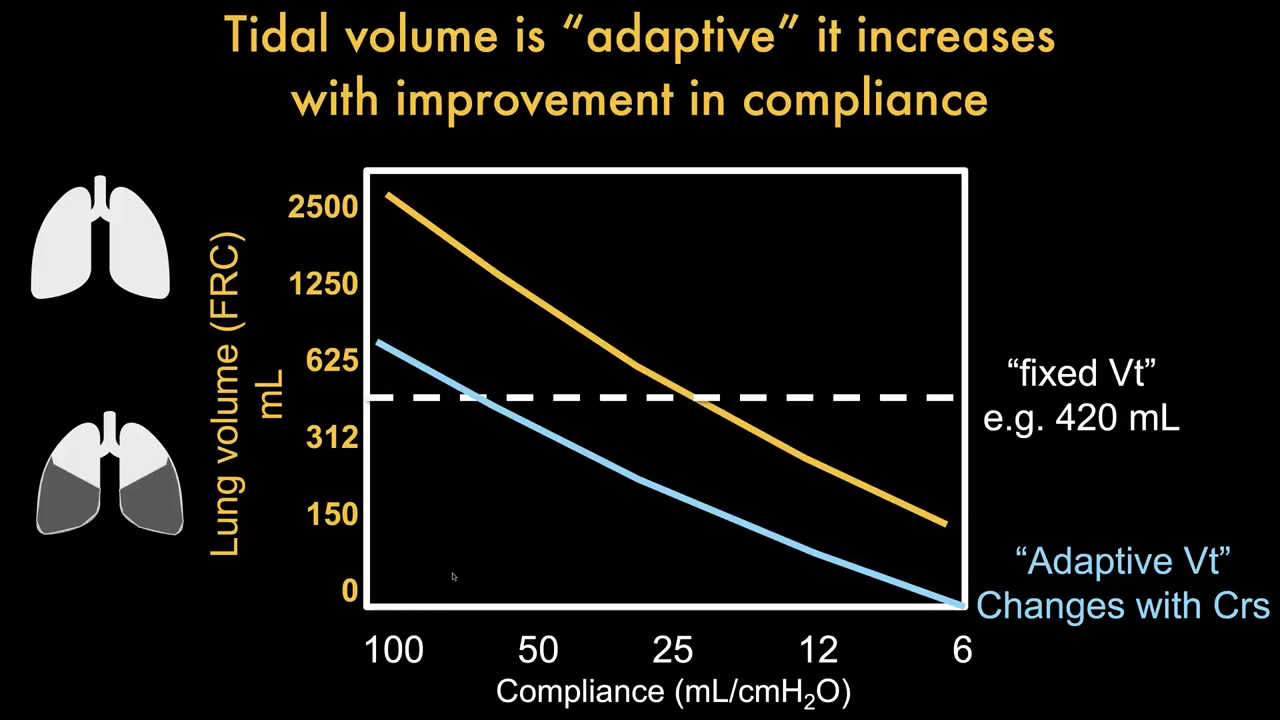 Tidal volume is “adaptive” it increases
with improvement in compliance
Lung volume (FRC)
mL
2500
1250
625
312
150
0
“fixed Vt”
e.g. 420 mL
“Adaptive Vt”
Changes with Crs
100 50 25 12 6
Compliance (mL/cmH₂O)